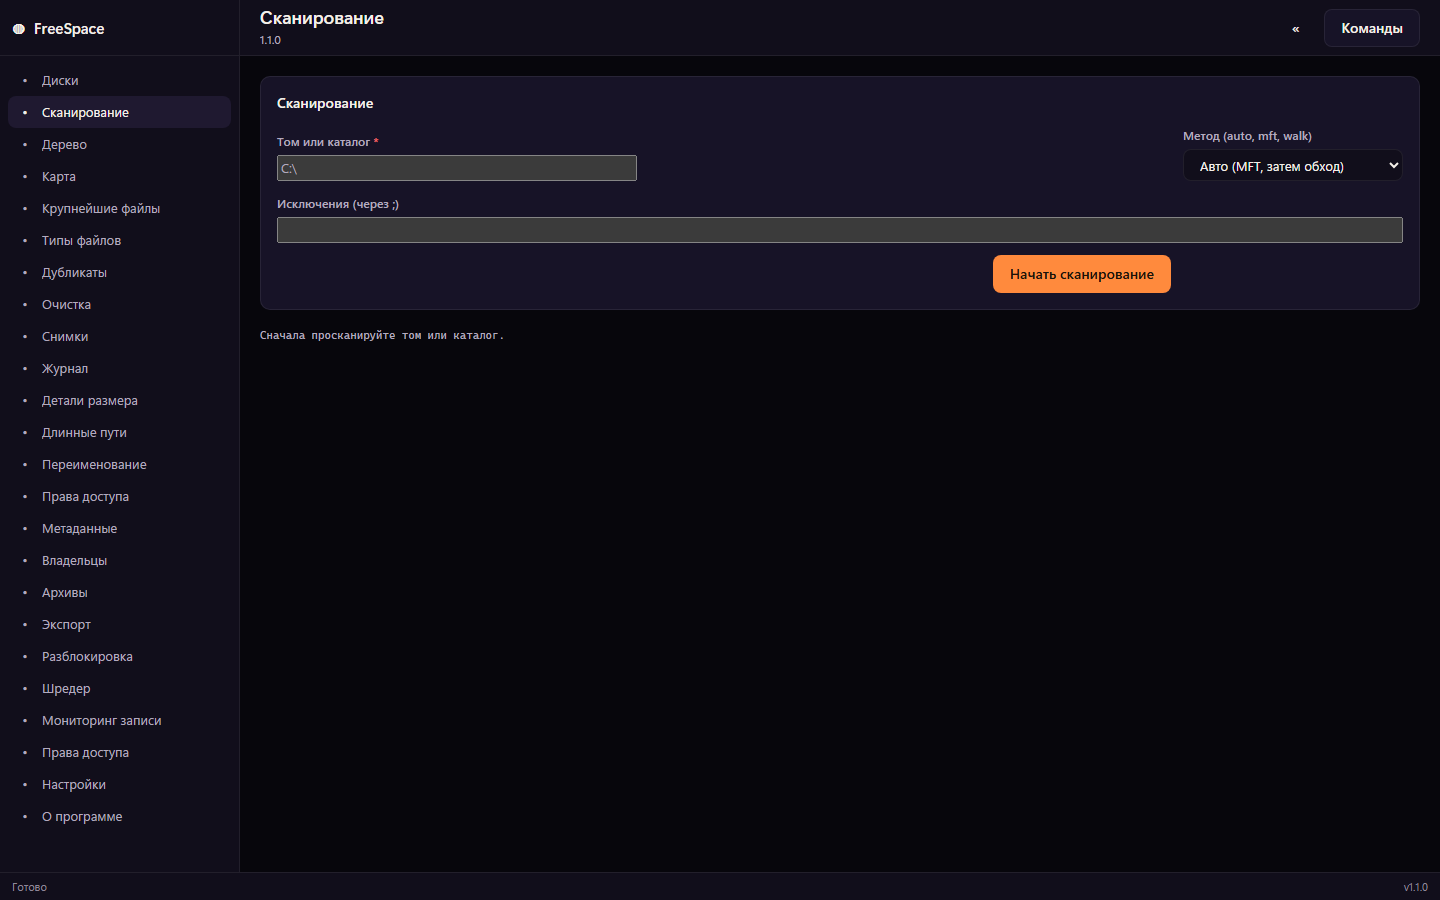 FreeSpace
Диски
Сканирование
Дерево
Карта
Крупнейшие файлы
Типы файлов
Дубликаты
Очистка
Снимки
Журнал
Детали размера
Длинные пути
Переименование
Права доступа
Метаданные
Владельцы
Архивы
Экспорт
Разблокировка
Шредер
Мониторинг записи
Права доступа
Настройки
О программе
Сканирование
1.1.0
« Команды
Сканирование
Том или каталог *
C:\
Метод (auto, mft, walk)
Авто (MFT, затем обход)
Исключения (через ;)
Начать сканирование
Сначала просканируйте том или каталог.
Готово
v1.1.0